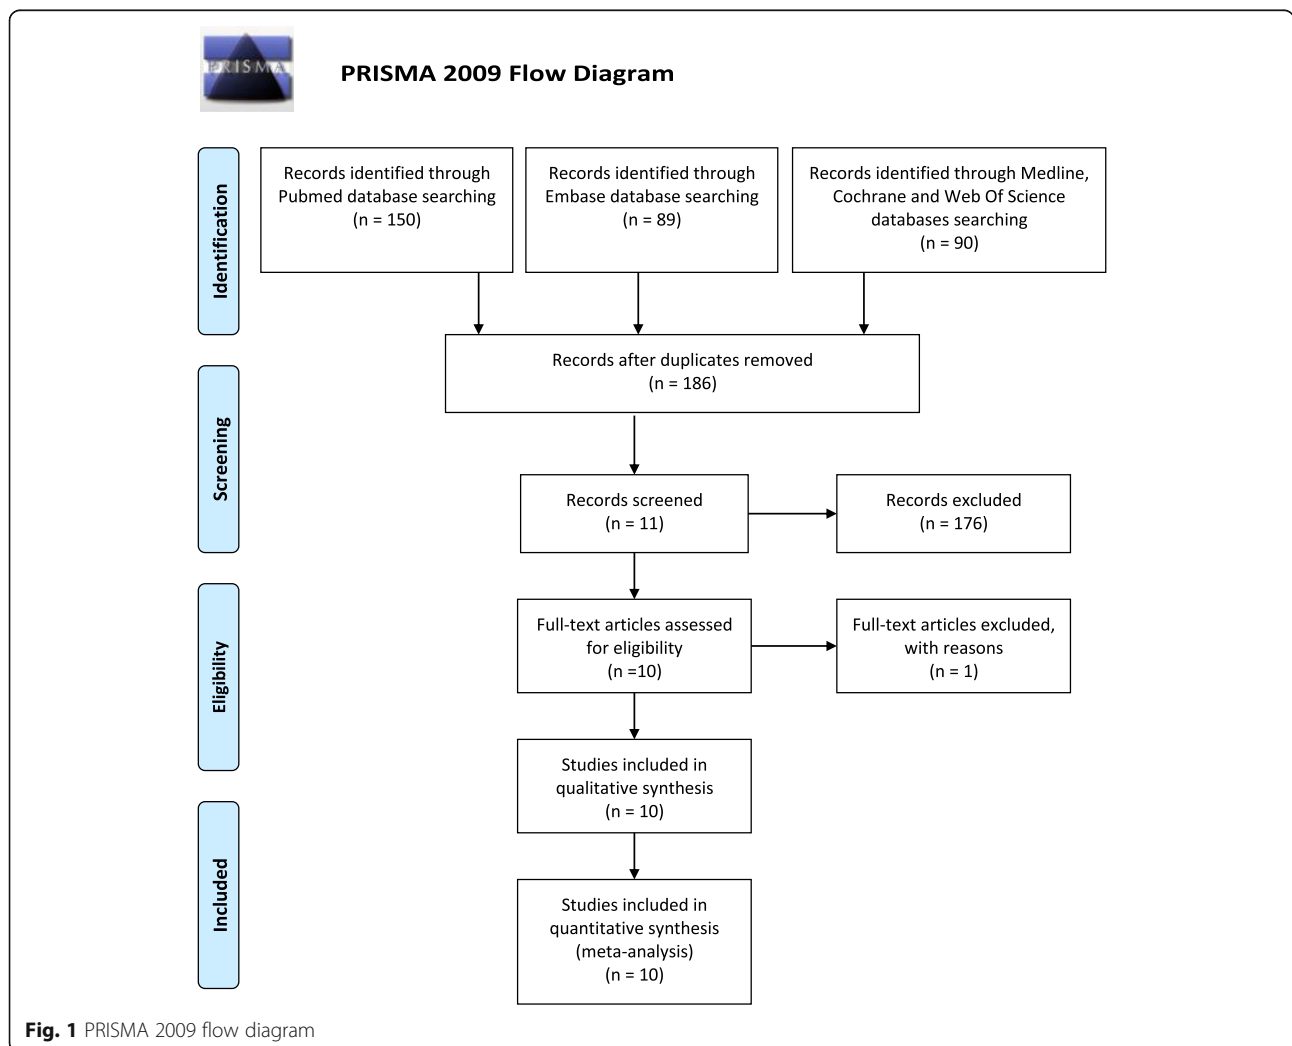 PRISMA
PRISMA 2009 Flow Diagram
Identification
Records identified through
Pubmed database searching
(n = 150)
Records identified through
Embase database searching
(n = 89)
Records identified through Medline,
Cochrane and Web Of Science
databases searching
(n = 90)
Records after duplicates removed
(n = 186)
Screening
Records screened
(n = 11)
Records excluded
(n = 176)
Eligibility
Full-text articles assessed
for eligibility
(n =10)
Full-text articles excluded,
with reasons
(n = 1)
Studies included in
qualitative synthesis
(n = 10)
Included
Studies included in
quantitative synthesis
(meta-analysis)
(n = 10)
Fig. 1 PRISMA 2009 flow diagram